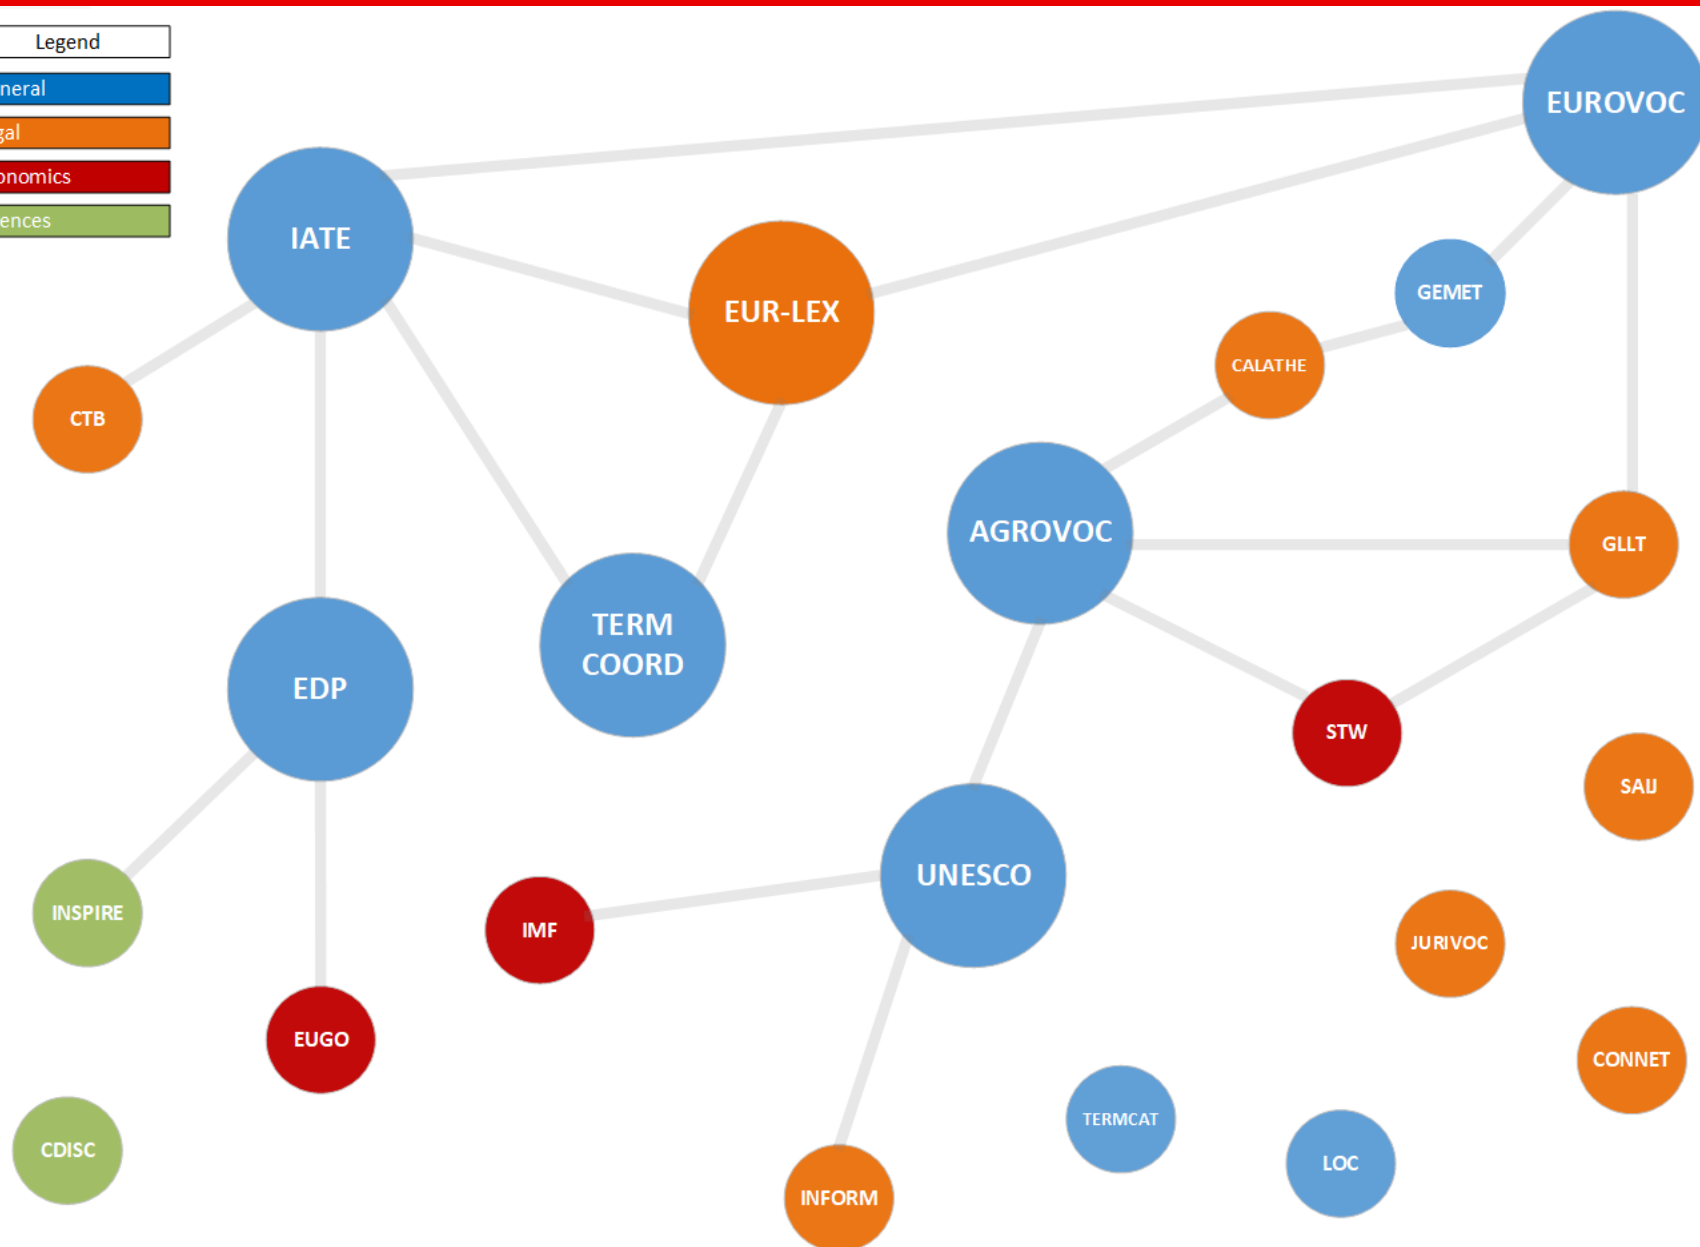 Legend
neral
gal
onomics
ences
EUROVOC
IATE
EUR-LEX
GEMET
CALATHE
CTB
AGROVOC
GLLT
TERM
COORD
EDP
STW
SAIJ
UNESCO
INSPIRE
IMF
JURIVOC
EUGO
CONNET
TERMCAT
CDISC
LOC
INFORM